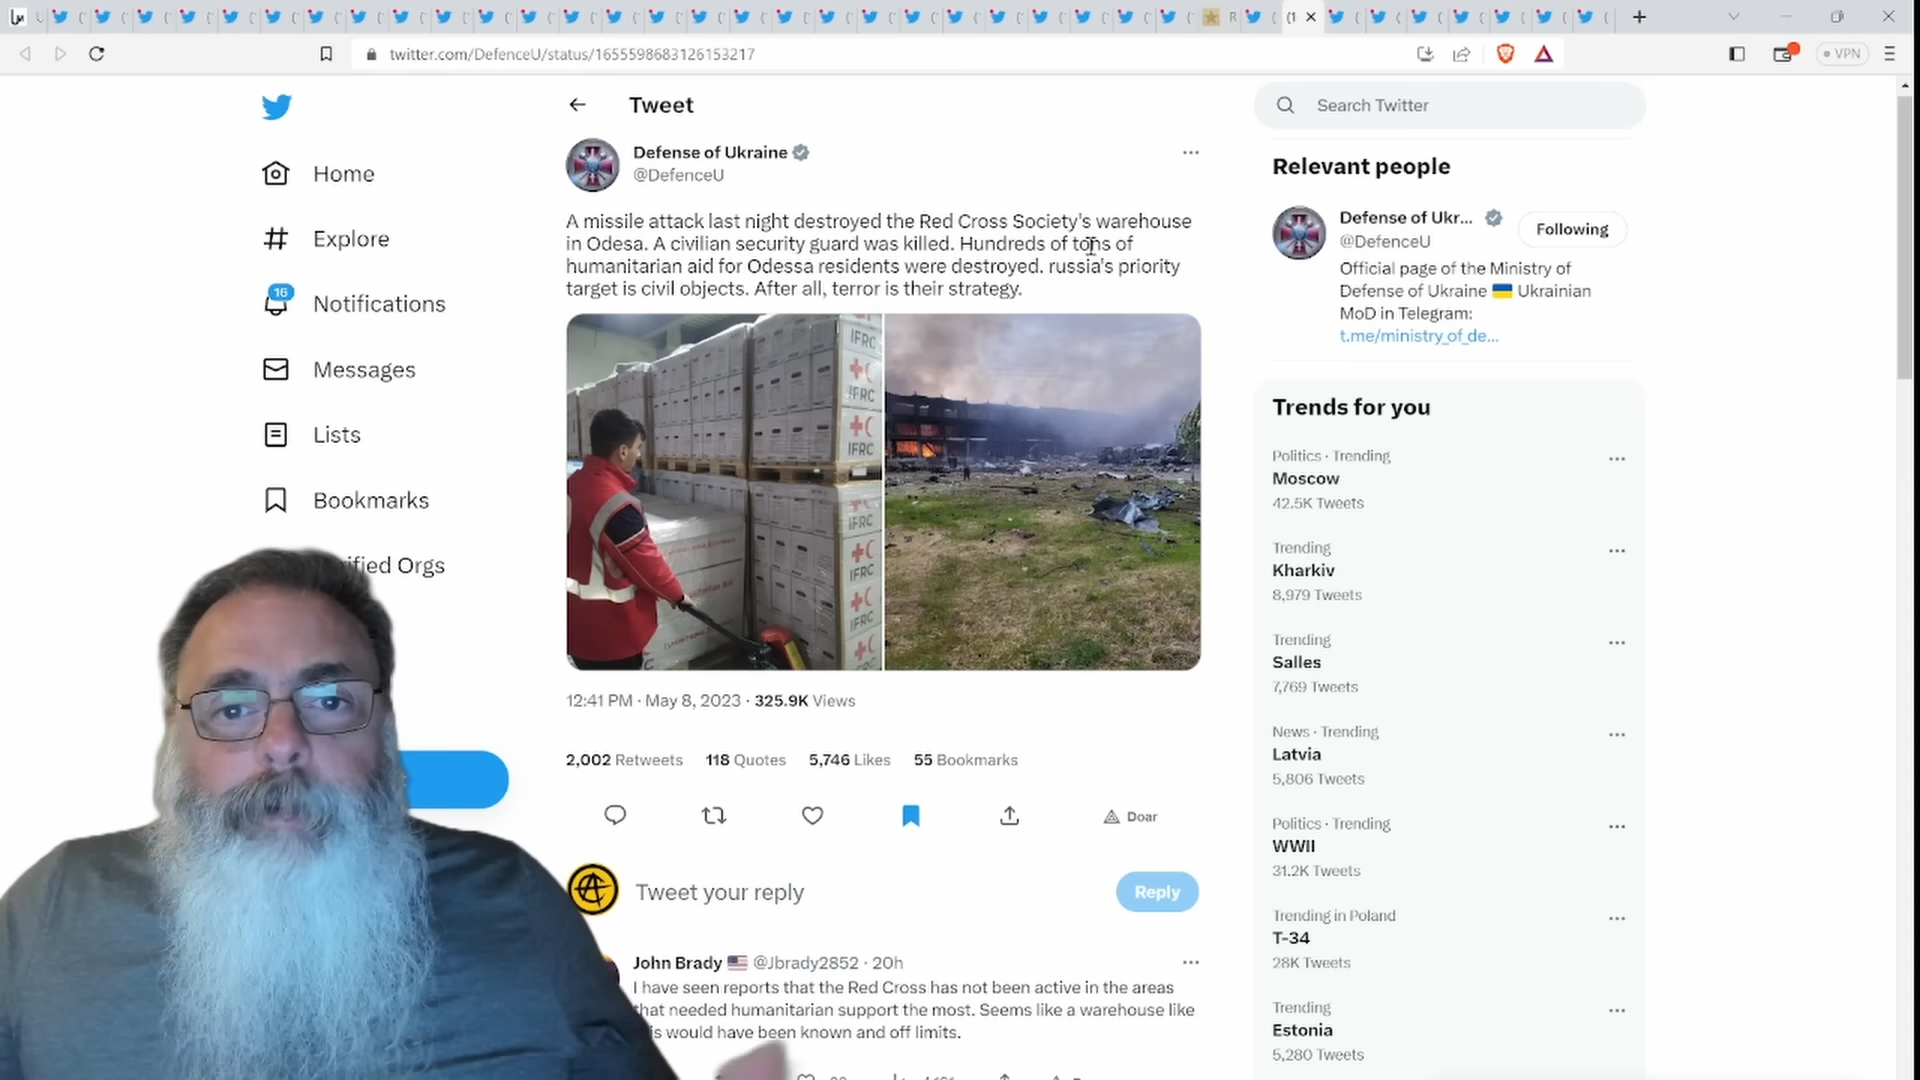 twitter.com/DefenceU/status/1655598683126153217
VPN
Tweet
Search Twitter
Home
Explore
16
Notifications
Messages
Lists
Bookmarks
ified Orgs
Defense of Ukraine
@DefenceU
A missile attack last night destroyed the Red Cross Society's warehouse
in Odesa. A civilian security guard was killed. Hundreds of tons of
humanitarian aid for Odessa residents were destroyed. russia's priority
target is civil objects. After all, terror is their strategy.
IFRC
IFRC
IFRC
IFRC
IFRC
IFRC
12:41 PM · May 8, 2023 · 325.9K Views
2,002 Retweets 118 Quotes 5,746 Likes 55 Bookmarks
Doar
Tweet your reply
Reply
John Brady @Jbrady2852 · 20h
I have seen reports that the Red Cross has not been active in the areas
that needed humanitarian support the most. Seems like a warehouse like
is would have been known and off limits.
Relevant people
Defense of Ukr...
@DefenceU
Following
Official page of the Ministry of
Defense of Ukraine Ukrainian
MoD in Telegram:
t.me/ministry_of_de...
Trends for you
Politics · Trending
Moscow
42.5K Tweets
Trending
Kharkiv
8,979 Tweets
Trending
Salles
7,769 Tweets
News · Trending
Latvia
5,806 Tweets
Politics · Trending
WWII
31.2K Tweets
Trending in Poland
T-34
28K Tweets
Trending
Estonia
5,280 Tweets